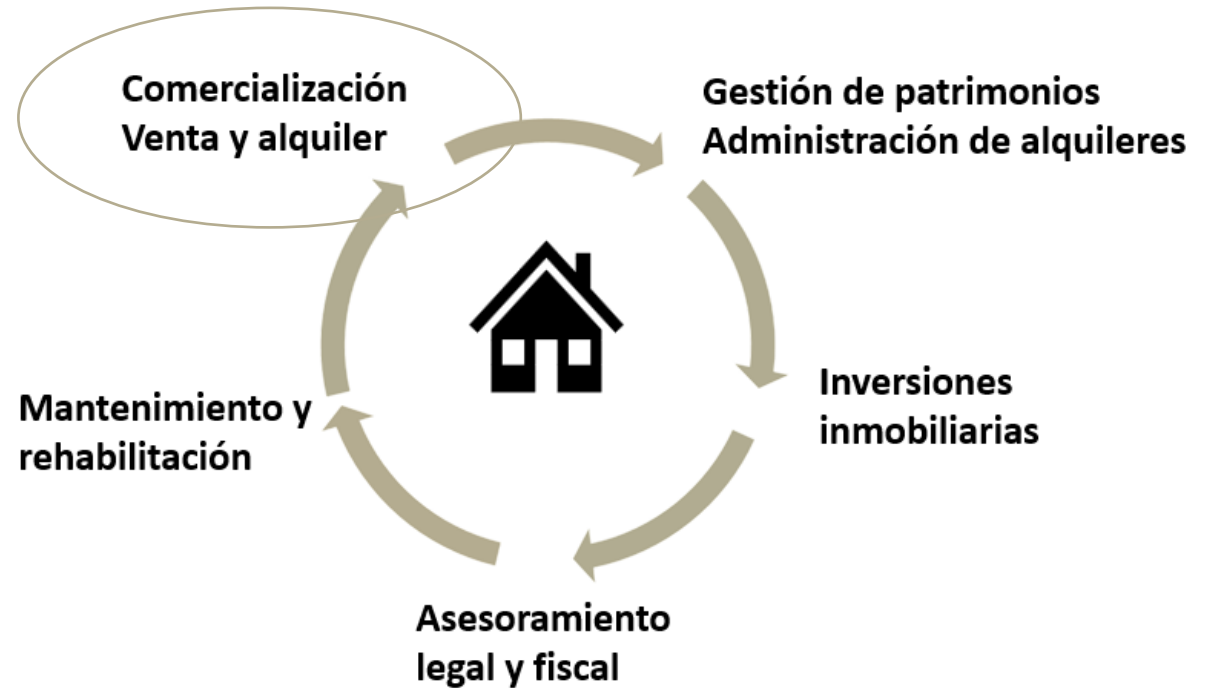 Comercialización
Venta y alquiler
Gestión de patrimonios
Administración de alquileres
Inversiones
inmobiliarias
Asesoramiento
legal y fiscal
Mantenimiento y
rehabilitación